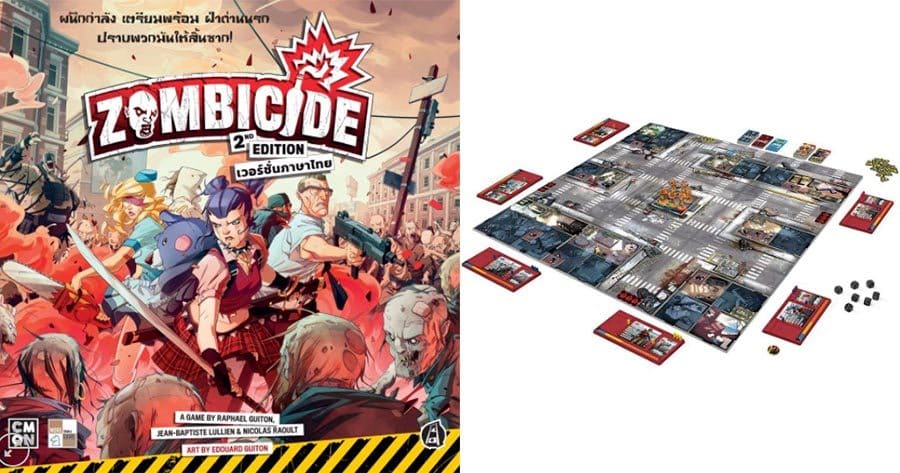 ผนึกกำลัง เตรียมพร้อม ฝ่าด่านนรก
ปราบพวกมันให้สิ้นซาก!
ZOMBICIDE
2ND
EDITION
เวอร์ชั่นภาษาไทย
A GAME BY RAPHAEL GUITON,
JEAN-BAPTISTE LULLIEN & NICOLAS RAOULT
ART BY EDOUARD GUITON
CMON